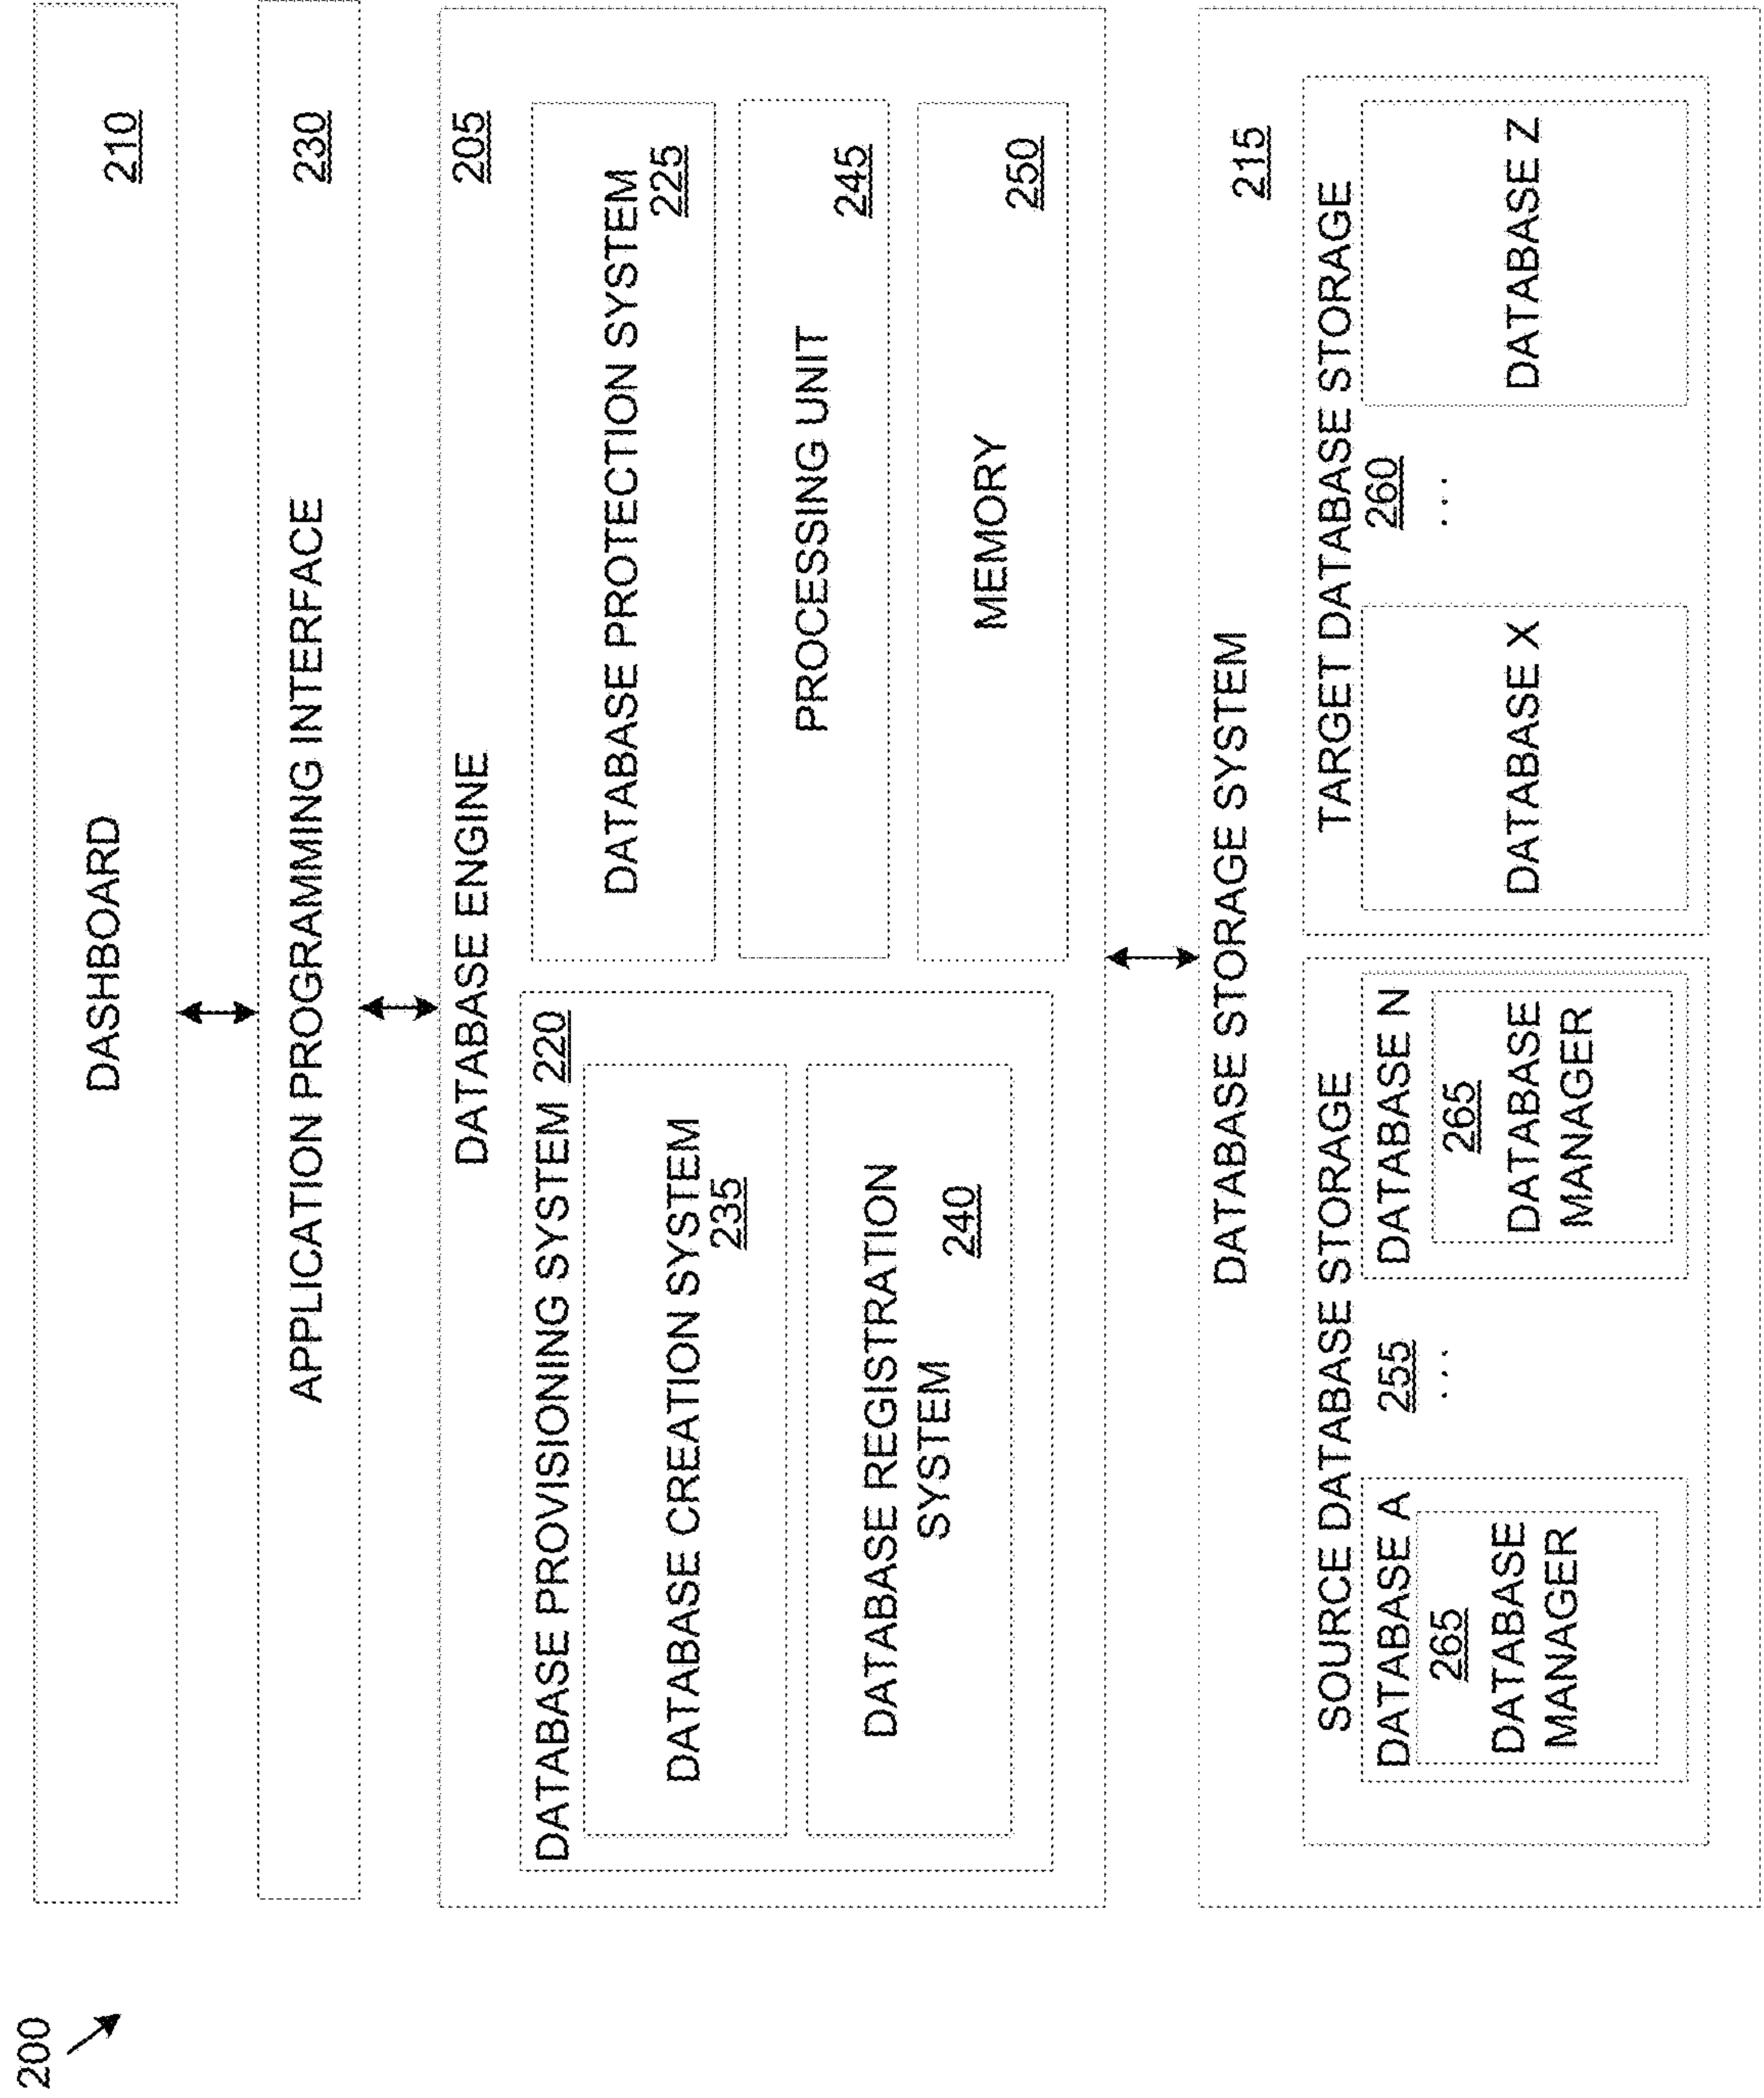 200
DASHBOARD
210
APPLICATION PROGRAMMING INTERFACE
230
DATABASE ENGINE
205
DATABASE PROVISIONING SYSTEM 220
DATABASE CREATION SYSTEM
235
DATABASE REGISTRATION
SYSTEM
240
DATABASE PROTECTION SYSTEM
225
PROCESSING UNIT
245
MEMORY
250
DATABASE STORAGE SYSTEM
215
SOURCE DATABASE STORAGE
255
DATABASE A
265
DATABASE
MANAGER
...
DATABASE N
265
DATABASE
MANAGER
TARGET DATABASE STORAGE
260
DATABASE X
...
DATABASE Z